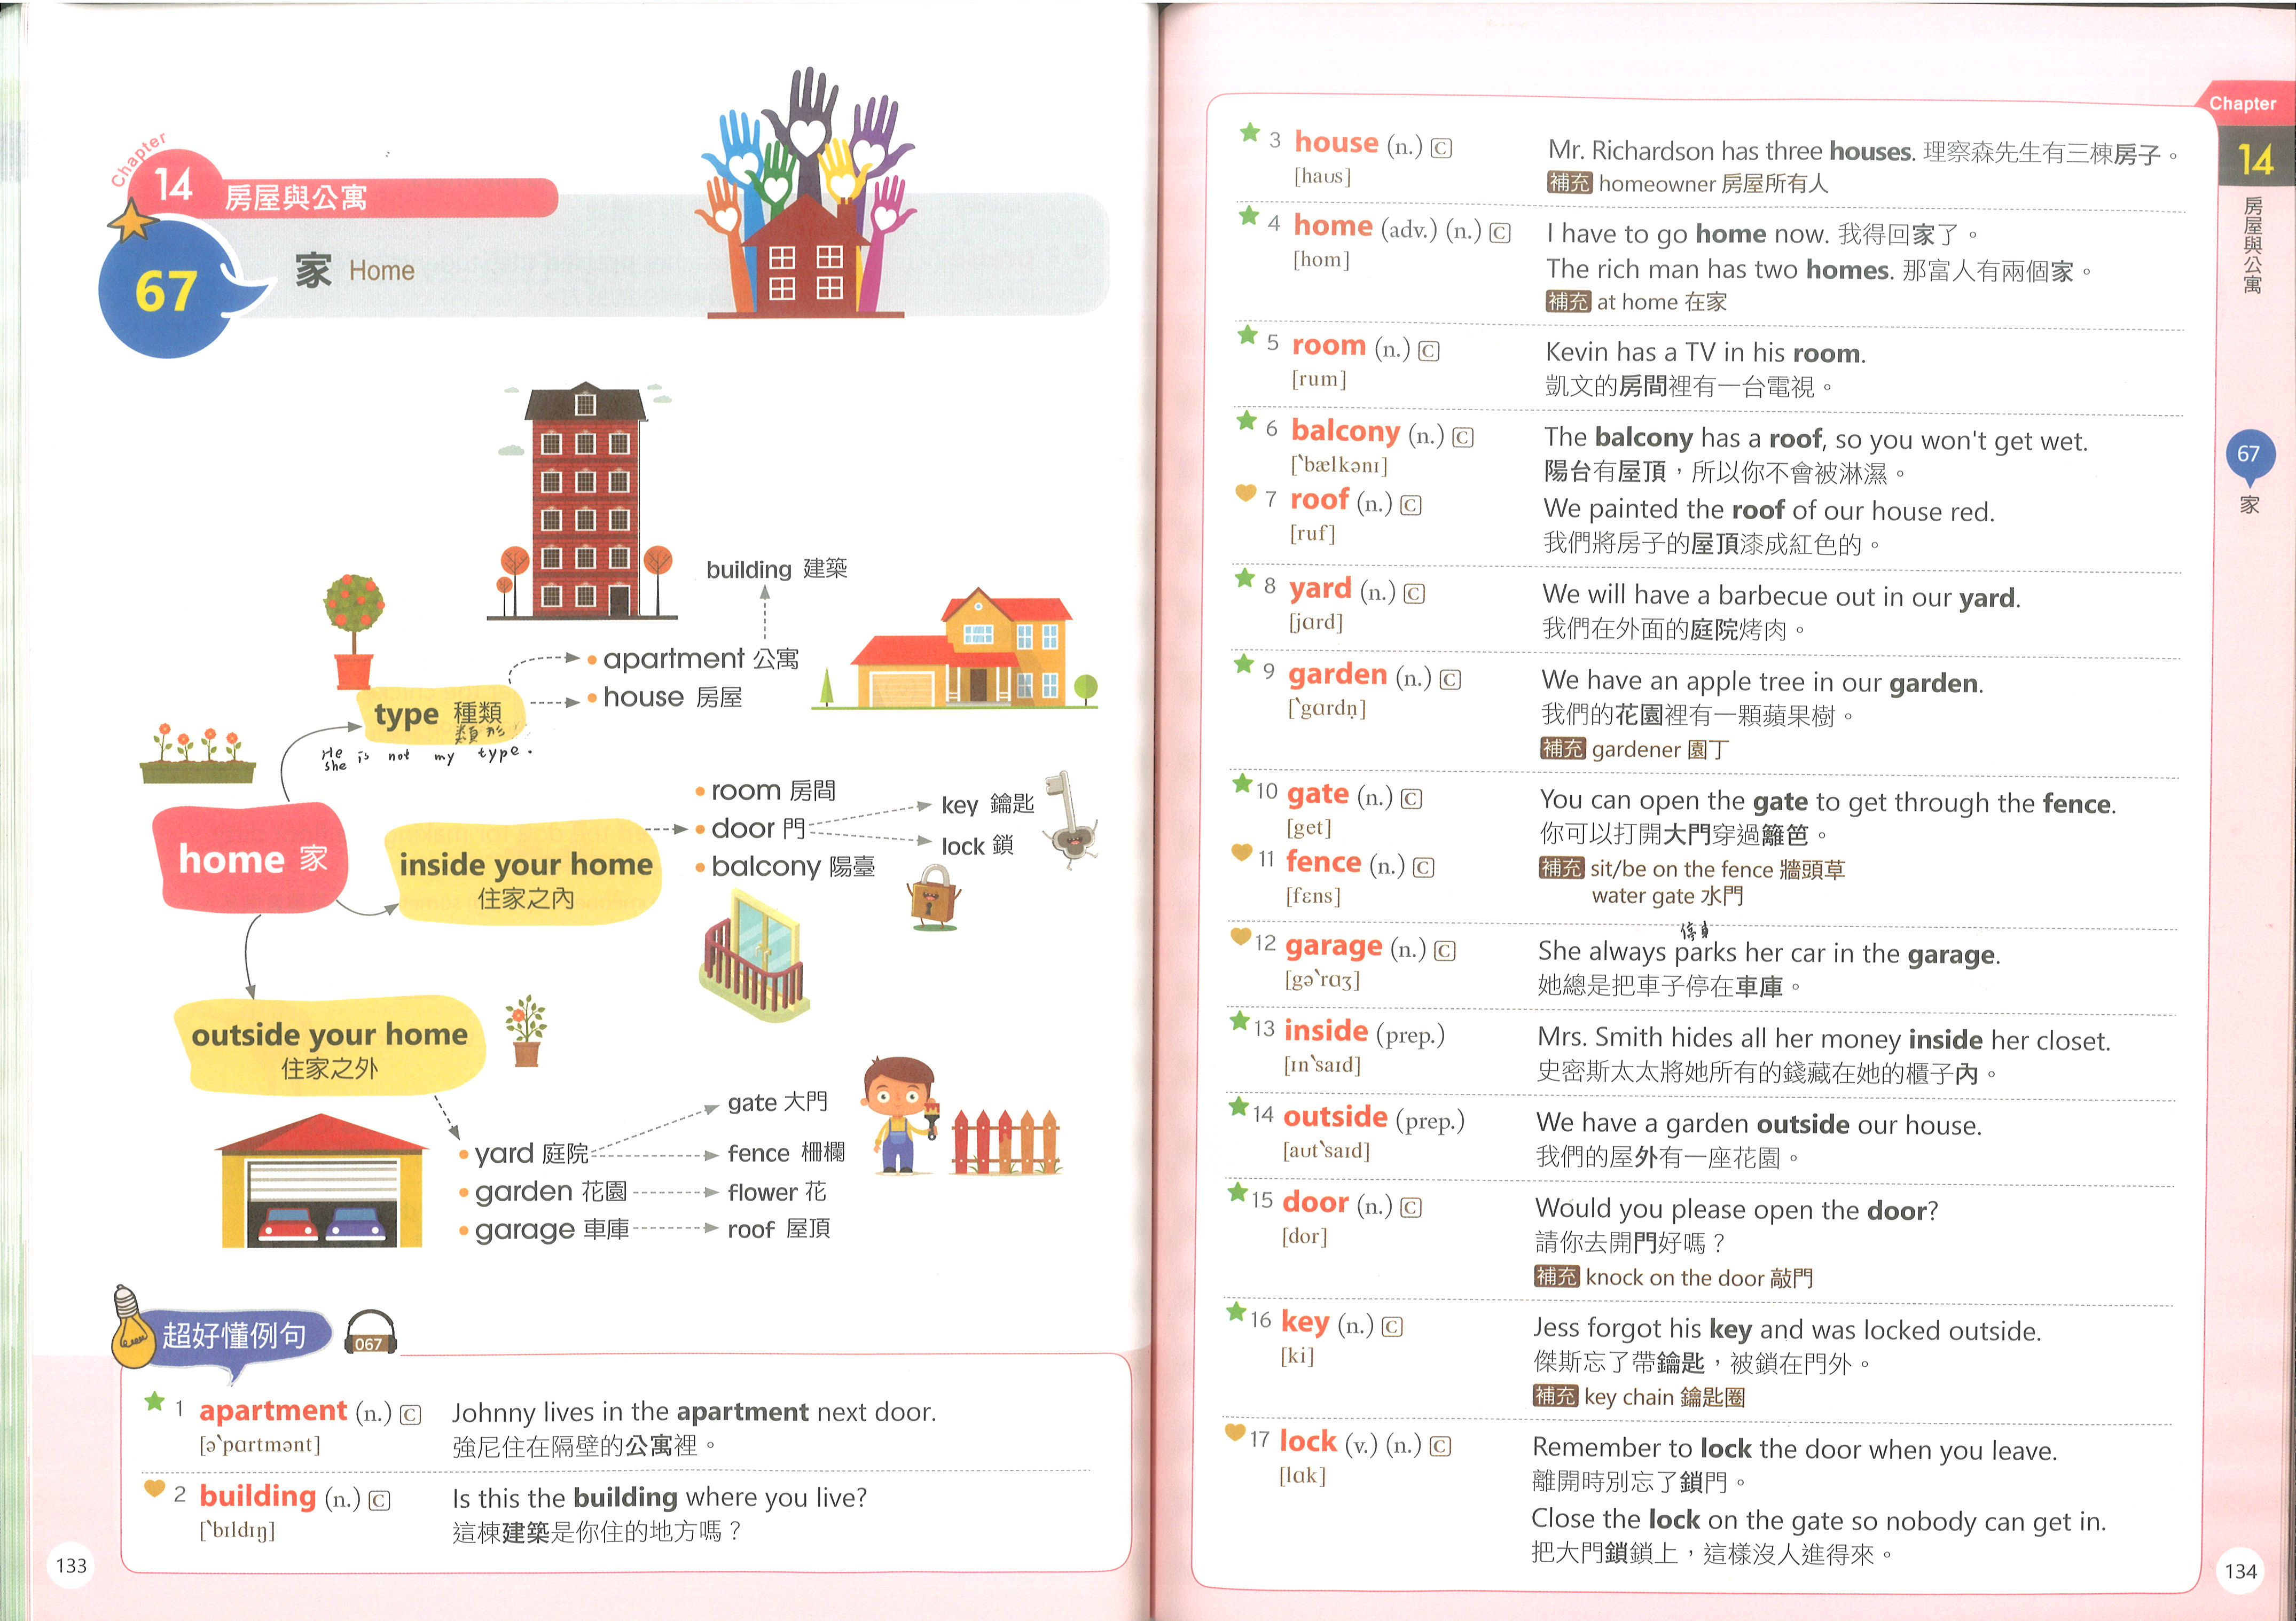 Chapter
14 房屋與公寓
67 家 Home
building 建築
apartment 公寓
house 房屋
type 種類
類形
He
she is not my type.
home 家
inside your home
住家之內
room 房間
door 門
balcony 陽臺
key 鑰匙
lock 鎖
outside your home
住家之外
yard 庭院
garden 花園
garage 車庫
gate 大門
fence 柵欄
flower 花
roof 屋頂
超好懂例句
067
1 apartment (n.) C Johnny lives in the apartment next door.
[ə`pɑrtmənt] 強尼住在隔壁的公寓裡。
2 building (n.) C Is this the building where you live?
[`bɪldɪŋ] 這棟建築是你住的地方嗎？
133
3 house (n.) C Mr. Richardson has three houses. 理察森先生有三棟房子。
[haus] 補充 homeowner 房屋所有人
4 home (adv.) (n.) C I have to go home now. 我得回家了。
[hom] The rich man has two homes. 那富人有兩個家。
補充 at home 在家
5 room (n.) C Kevin has a TV in his room.
[rum] 凱文的房間裡有一台電視。
6 balcony (n.) C The balcony has a roof, so you won't get wet.
[`bælkənɪ] 陽台有屋頂，所以你不會被淋濕。
7 roof (n.) C We painted the roof of our house red.
[ruf] 我們將房子的屋頂漆成紅色的。
8 yard (n.) C We will have a barbecue out in our yard.
[jɑrd] 我們在外面的庭院烤肉。
9 garden (n.) C We have an apple tree in our garden.
[`gɑrdṇ] 我們的花園裡有一顆蘋果樹。
補充 gardener 園丁
10 gate (n.) C You can open the gate to get through the fence.
[get] 你可以打開大門穿過籬笆。
11 fence (n.) C 補充 sit/be on the fence 牆頭草
[fɛns] water gate 水門
停車
12 garage (n.) C She always parks her car in the garage.
[gə`rɑʒ] 她總是把車子停在車庫。
13 inside (prep.) Mrs. Smith hides all her money inside her closet.
[ɪn`saɪd] 史密斯太太將她所有的錢藏在她的櫃子內。
14 outside (prep.) We have a garden outside our house.
[aut`saɪd] 我們的屋外有一座花園。
15 door (n.) C Would you please open the door?
[dor] 請你去開門好嗎？
補充 knock on the door 敲門
16 key (n.) C Jess forgot his key and was locked outside.
[ki] 傑斯忘了帶鑰匙，被鎖在門外。
補充 key chain 鑰匙圈
17 lock (v.) (n.) C Remember to lock the door when you leave.
[lɑk] 離開時別忘了鎖門。
Close the lock on the gate so nobody can get in.
把大門鎖鎖上，這樣沒人進得來。
Chapter
14
房屋與公寓
67
家
134